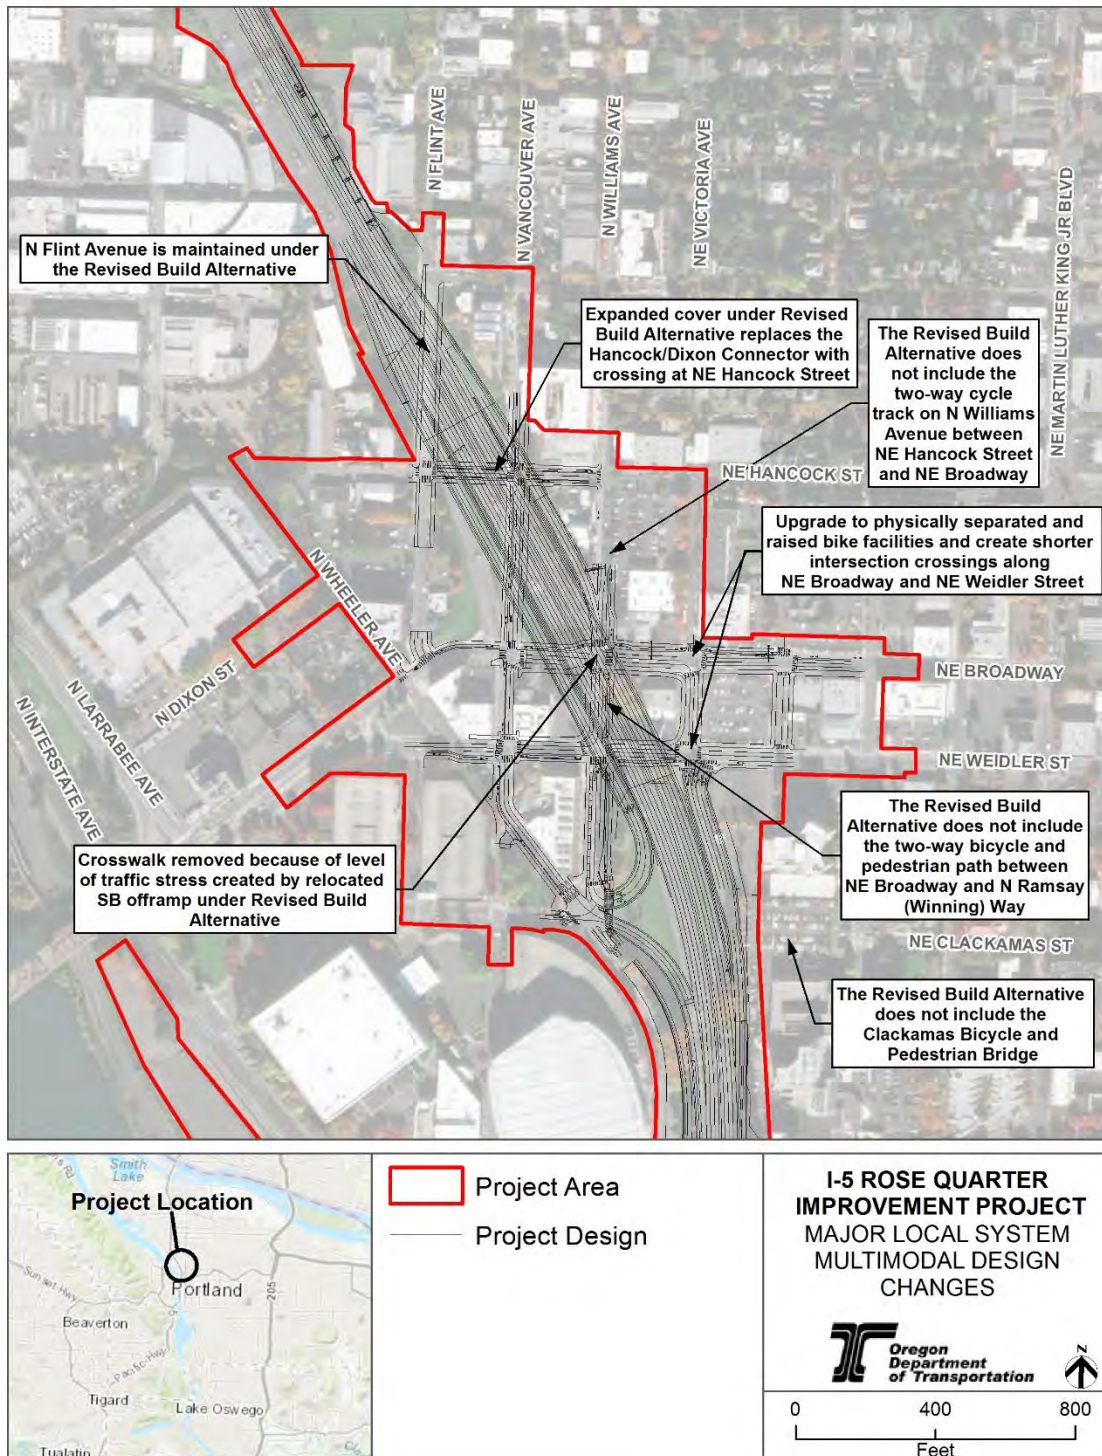 N FLINT AVE
N VANCOUVER AVE
N WILLIAMS AVE
NE VICTORIA AVE
NE MARTIN LUTHER KING JR BLVD
N Flint Avenue is maintained under
the Revised Build Alternative
Expanded cover under Revised
Build Alternative replaces the
Hancock/Dixon Connector with
crossing at NE Hancock Street
The Revised Build
Alternative does
not include the
two-way cycle
track on N Williams
Avenue between
NE Hancock Street
and NE Broadway
NE HANCOCK ST
Upgrade to physically separated and
raised bike facilities and create shorter
intersection crossings along
NE Broadway and NE Weidler Street
N WHEELER AVE
N DIXON ST
N LARRABEE AVE
N INTERSTATE AVE
NE BROADWAY
NE WEIDLER ST
The Revised Build
Alternative does not include
the two-way bicycle and
pedestrian path between
NE Broadway and N Ramsay
(Winning) Way
Crosswalk removed because of level
of traffic stress created by relocated
SB offramp under Revised Build
Alternative
NE CLACKAMAS ST
The Revised Build Alternative
does not include the
Clackamas Bicycle and
Pedestrian Bridge
Smith
Lake
Project Location
Portland
Sunset Hwy
Beaverton
205
5
Pacific Hwy
Tigard
Lake Oswego
Tualatin
Project Area
Project Design
I-5 ROSE QUARTER
IMPROVEMENT PROJECT
MAJOR LOCAL SYSTEM
MULTIMODAL DESIGN
CHANGES
Oregon
Department
of Transportation
N
0 400 800
Feet